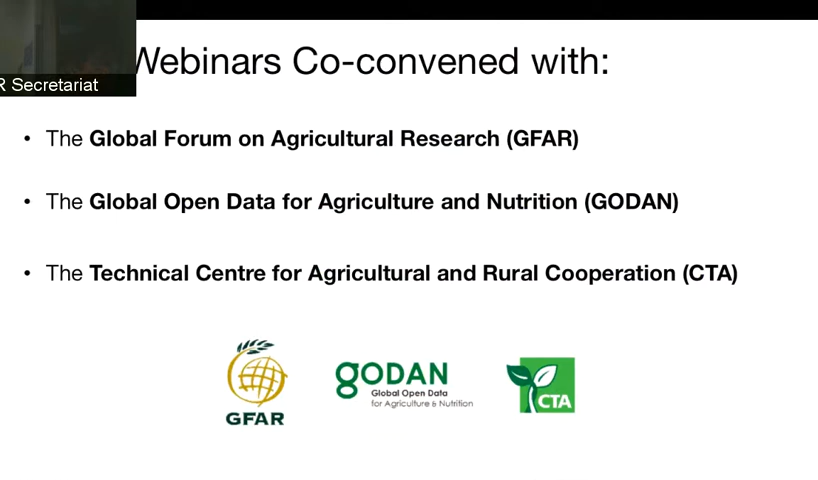 Webinars Co-convened with:
R Secretariat
• The Global Forum on Agricultural Research (GFAR)
• The Global Open Data for Agriculture and Nutrition (GODAN)
• The Technical Centre for Agricultural and Rural Cooperation (CTA)
GFAR
gODAN
Global Open Data
for Agriculture & Nutrition
CTA